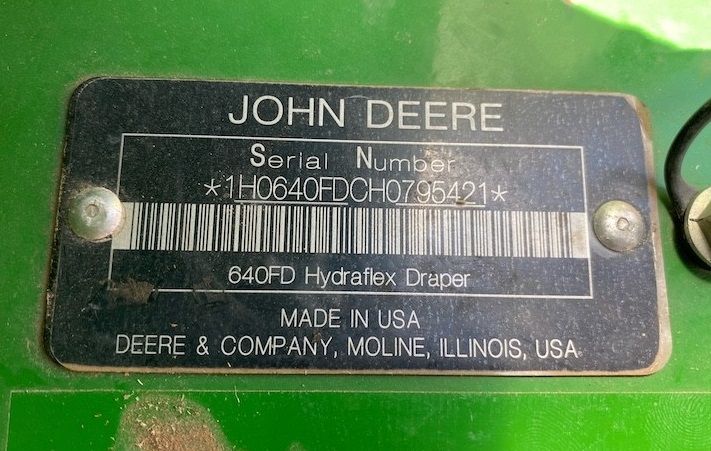 JOHN DEERE
Serial Number
*1H0640FDCH0795421*
640FD Hydraflex Draper
MADE IN USA
DEERE & COMPANY, MOLINE, ILLINOIS, USA